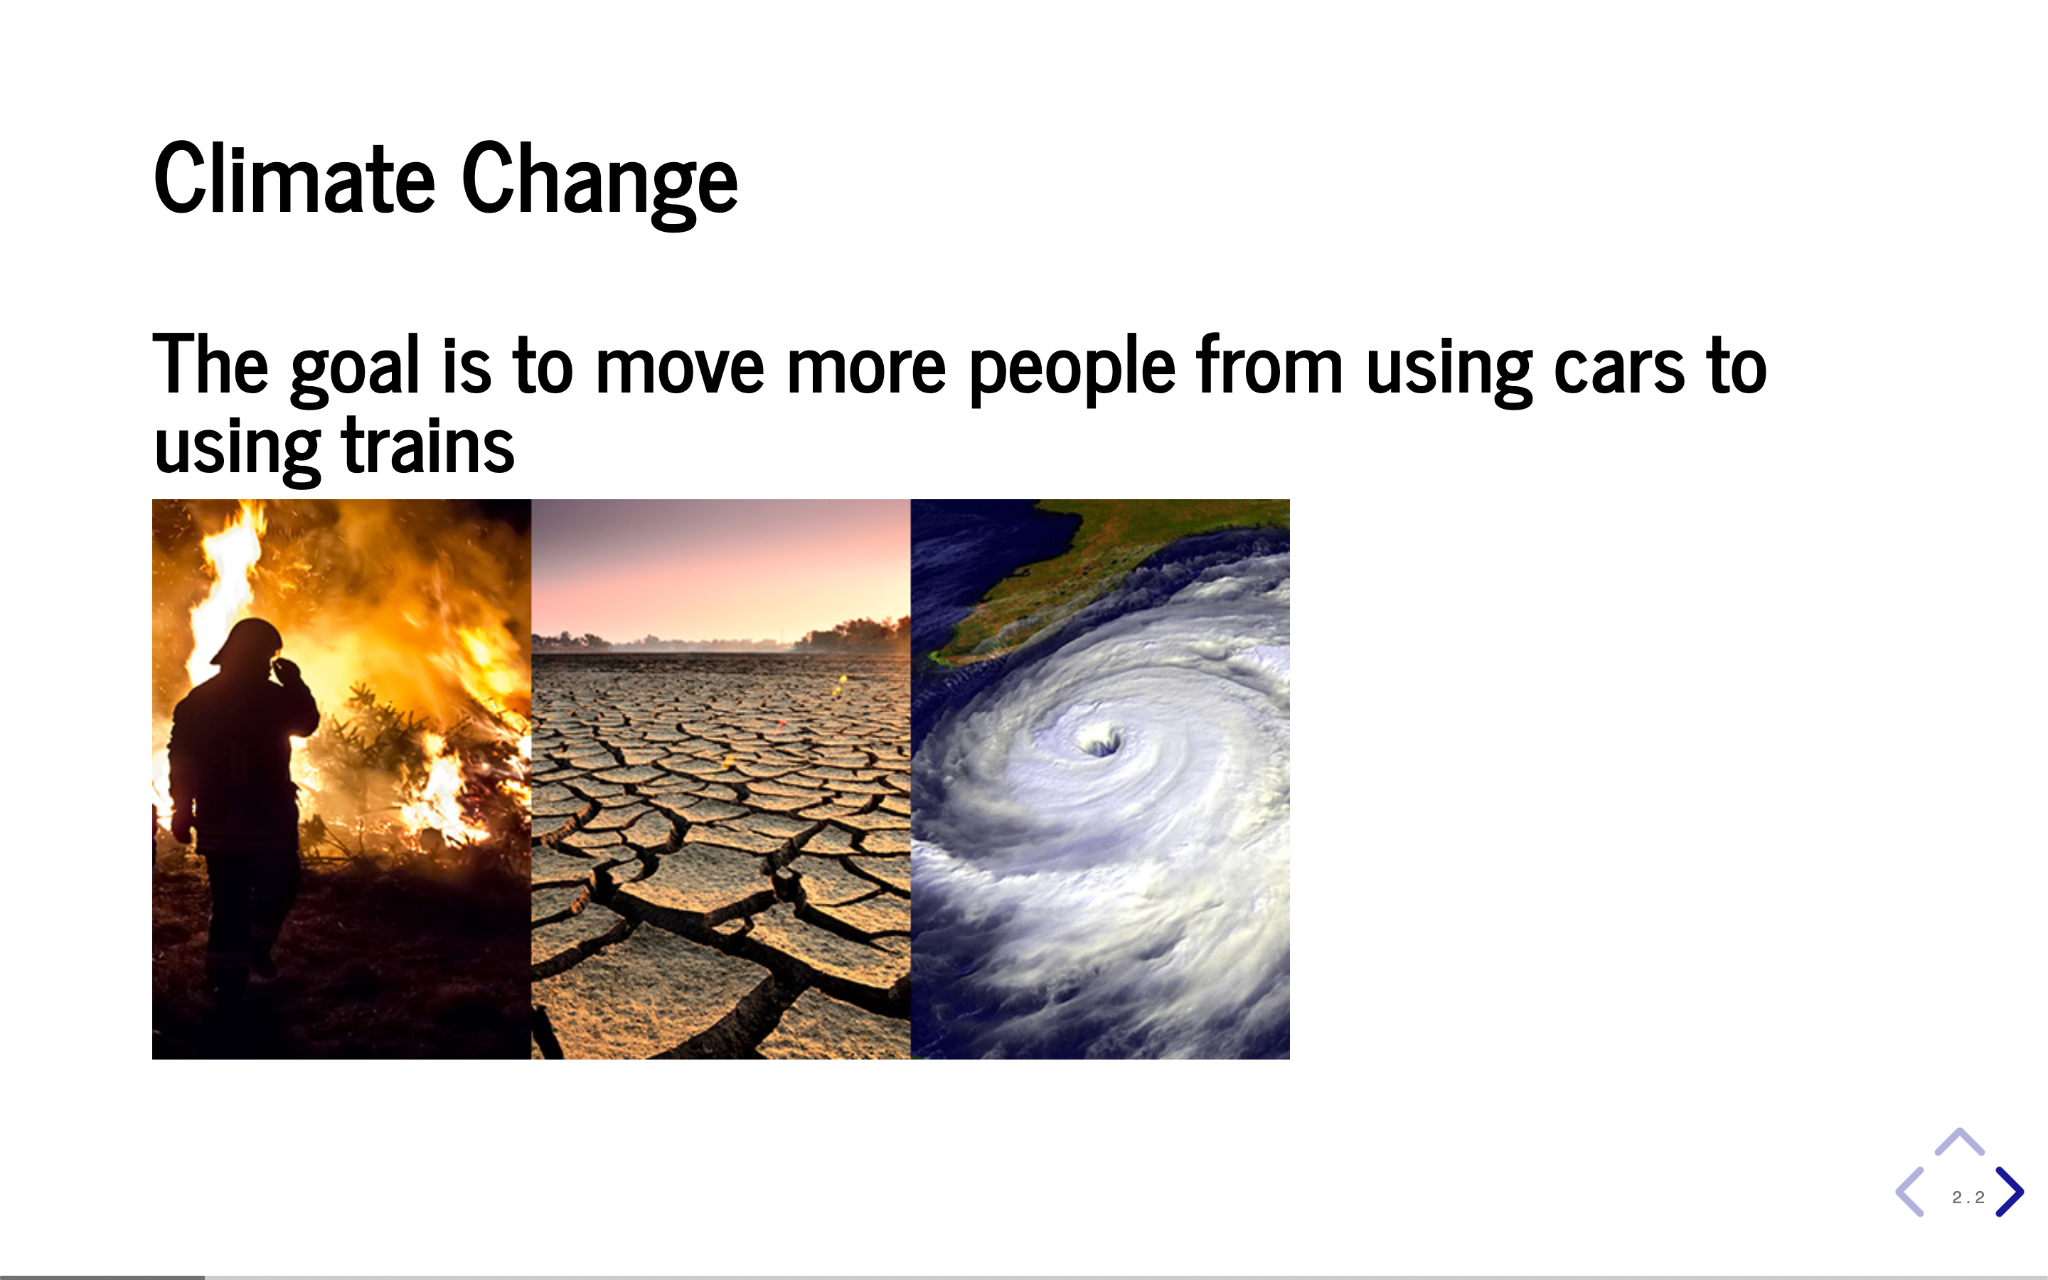 Climate Change
The goal is to move more people from using cars to
using trains
2.2